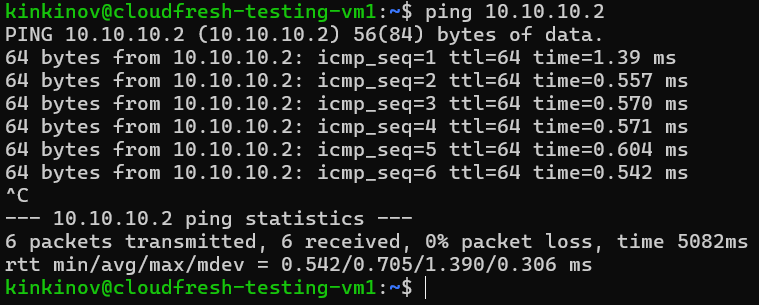 kinkinov@cloudfresh-testing-vm1:~$ ping 10.10.10.2
PING 10.10.10.2 (10.10.10.2) 56(84) bytes of data.
64 bytes from 10.10.10.2: icmp_seq=1 ttl=64 time=1.39 ms
64 bytes from 10.10.10.2: icmp_seq=2 ttl=64 time=0.557 ms
64 bytes from 10.10.10.2: icmp_seq=3 ttl=64 time=0.570 ms
64 bytes from 10.10.10.2: icmp_seq=4 ttl=64 time=0.571 ms
64 bytes from 10.10.10.2: icmp_seq=5 ttl=64 time=0.604 ms
64 bytes from 10.10.10.2: icmp_seq=6 ttl=64 time=0.542 ms
^C
--- 10.10.10.2 ping statistics ---
6 packets transmitted, 6 received, 0% packet loss, time 5082ms
rtt min/avg/max/mdev = 0.542/0.705/1.390/0.306 ms
kinkinov@cloudfresh-testing-vm1:~$